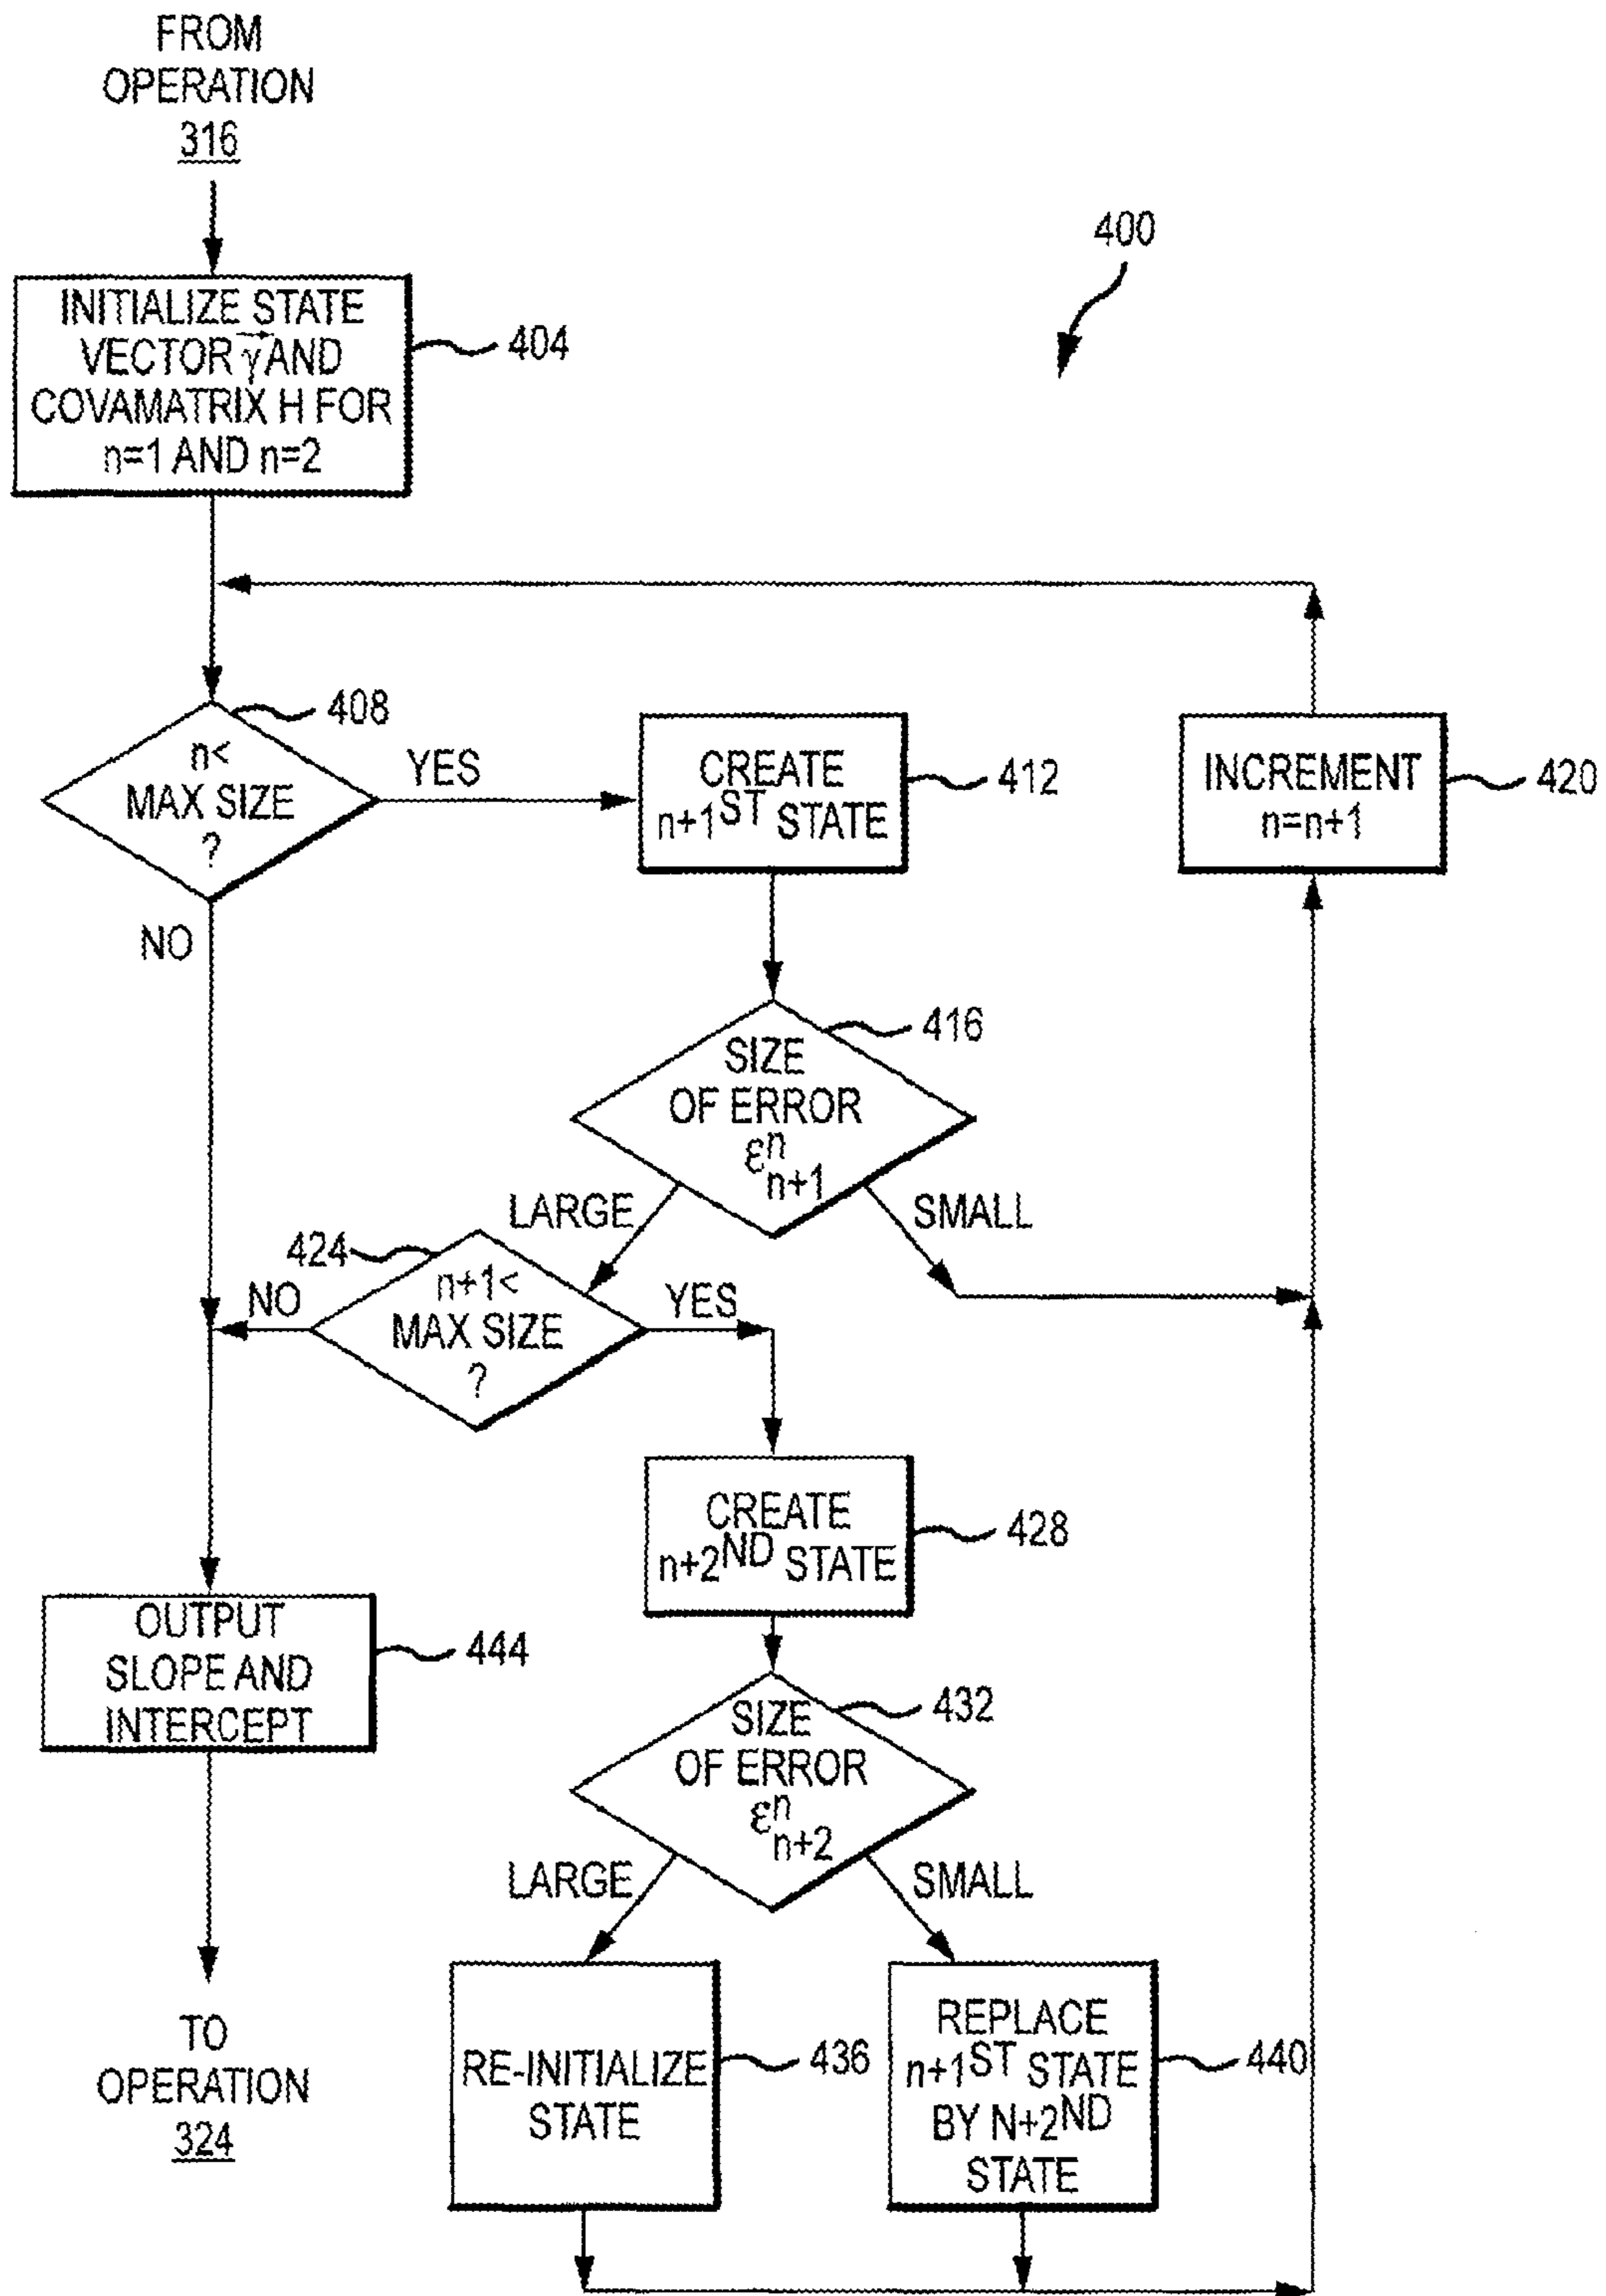 FROM
OPERATION
316
400
INITIALIZE STATE
VECTOR γ⃗ AND
COVAMATRIX H FOR
n=1 AND n=2
404
408
n<
MAX SIZE
?
YES
NO
CREATE
n+1ST STATE
412
INCREMENT
n=n+1
420
416
SIZE
OF ERROR
εⁿₙ₊₁
LARGE
SMALL
424
n+1<
MAX SIZE
?
NO
YES
CREATE
n+2ND STATE
428
OUTPUT
SLOPE AND
INTERCEPT
444
432
SIZE
OF ERROR
εⁿₙ₊₂
LARGE
SMALL
RE-INITIALIZE
STATE
436
REPLACE
n+1ST STATE
BY N+2ND
STATE
440
TO
OPERATION
324